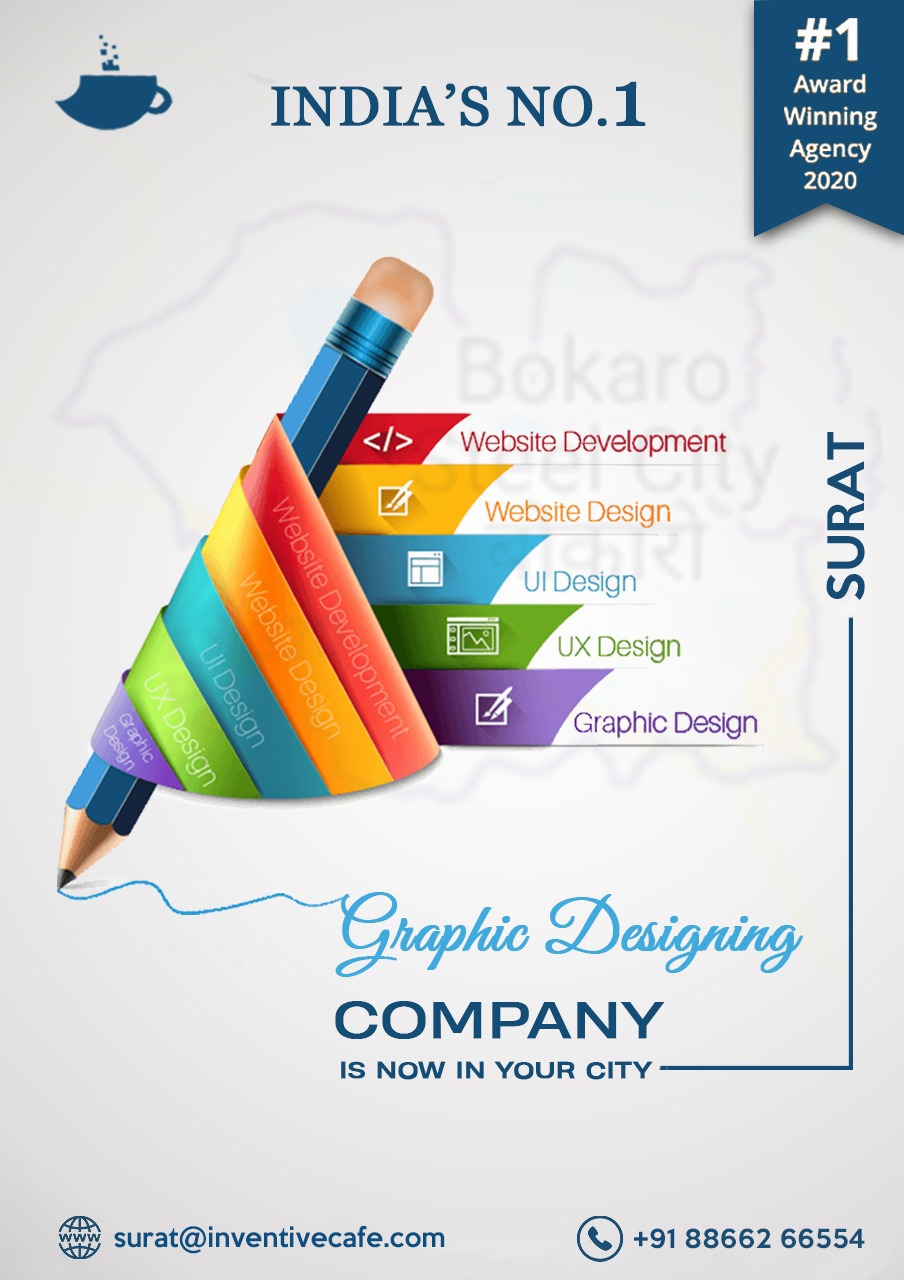 INDIA'S NO.1
#1
Award
Winning
Agency
2020
Bokaro
Steel City
बोकारो
</> Website Development
Website Design
UI Design
UX Design
Graphic Design
Website Development
Website Design
UI Design
UX Design
Graphic
Design
SURAT
Graphic Designing
COMPANY
IS NOW IN YOUR CITY
www surat@inventivecafe.com
+91 88662 66554